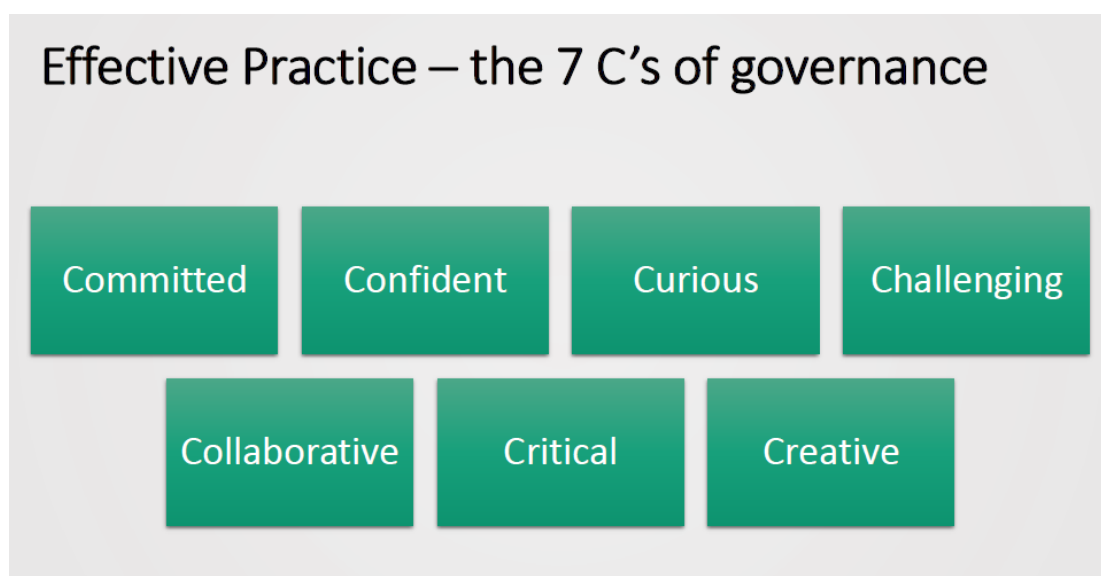 Effective Practice – the 7 C’s of governance
Committed
Confident
Curious
Challenging
Collaborative
Critical
Creative